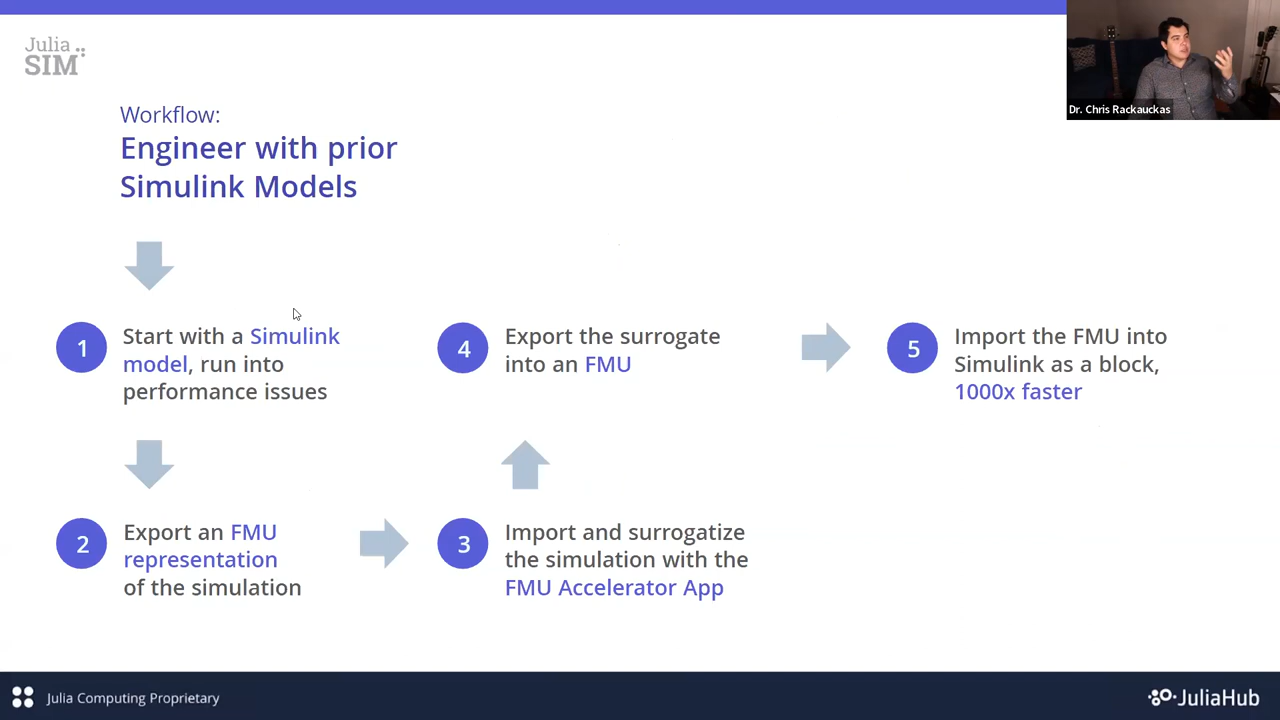 Julia
SIM
Dr. Chris Rackauckas
Workflow:
Engineer with prior
Simulink Models
1
Start with a Simulink
model, run into
performance issues
2
Export an FMU
representation
of the simulation
3
Import and surrogatize
the simulation with the
FMU Accelerator App
4
Export the surrogate
into an FMU
5
Import the FMU into
Simulink as a block,
1000x faster
Julia Computing Proprietary
JuliaHub